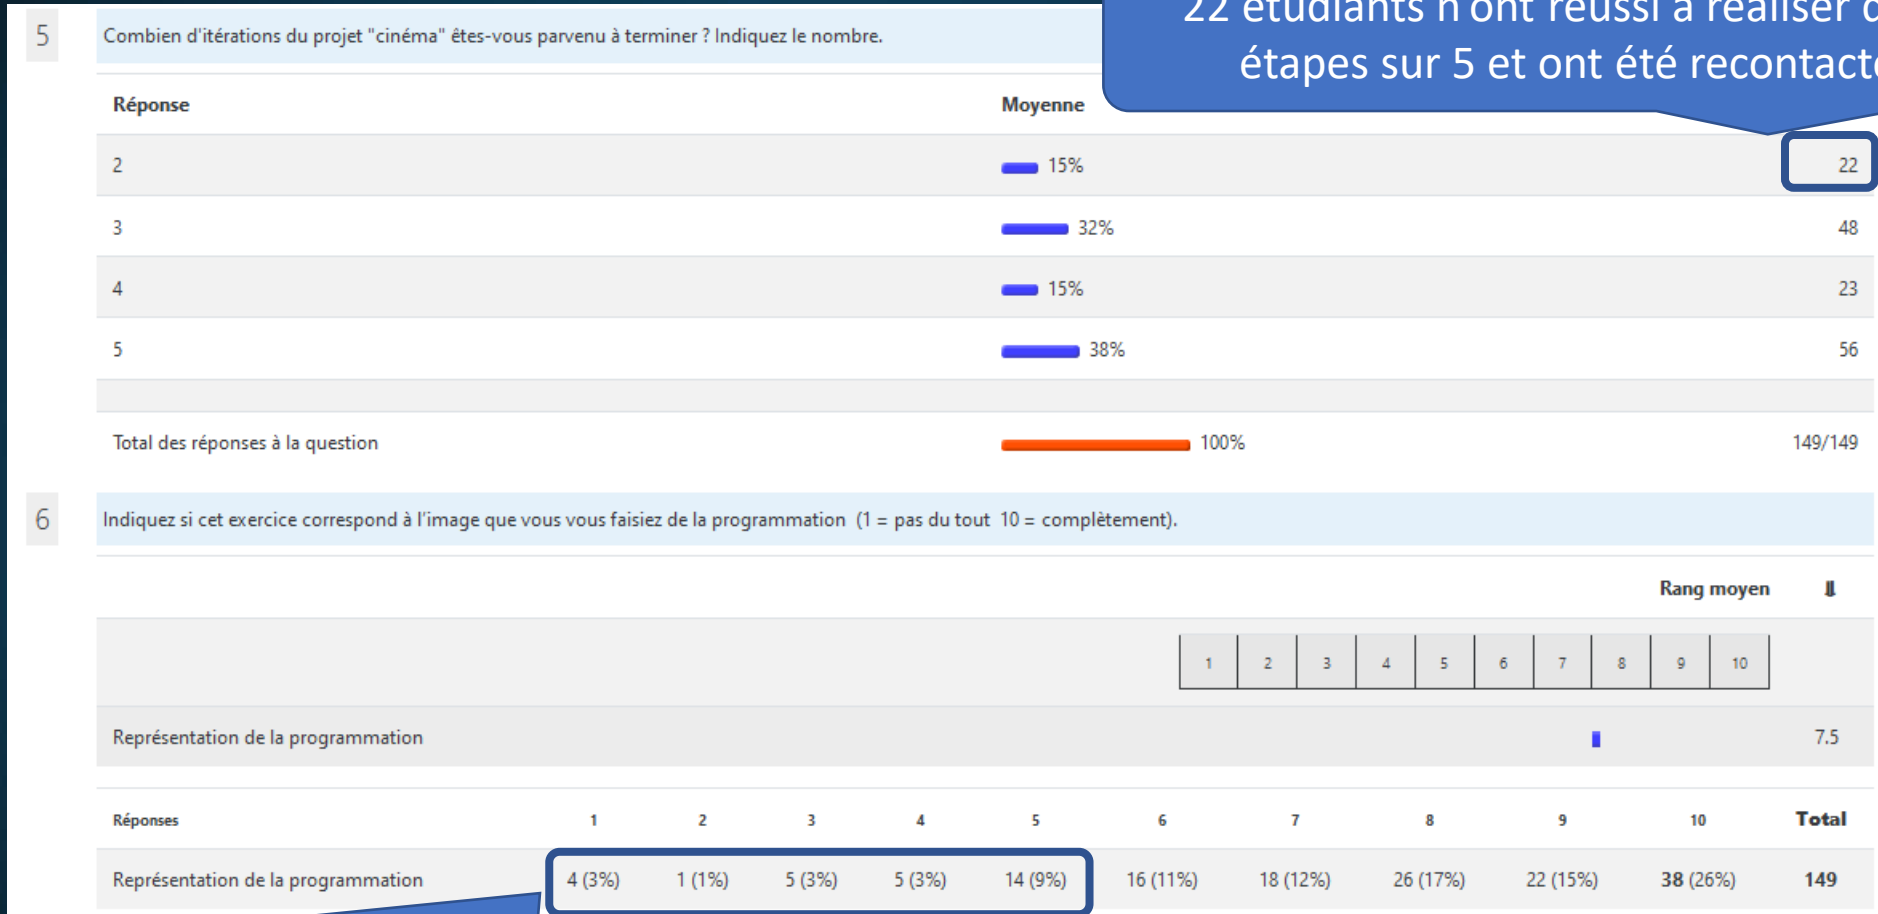 22 étudiants n'ont réussi à réaliser
étapes sur 5 et ont été
5 Combien d'itérations du projet "cinéma" êtes-vous parvenu à terminer ? Indiquez le nombre.
Réponse Moyenne
2 15% 22
3 32% 48
4 15% 23
5 38% 56
Total des réponses à la question 100% 149/149
6 Indiquez si cet exercice correspond à l'image que vous vous faisiez de la programmation (1 = pas du tout 10 = complètement).
Rang moyen
1 2 3 4 5 6 7 8 9 10
Représentation de la programmation 7.5
Réponses 1 2 3 4 5 6 7 8 9 10 Total
Représentation de la programmation 4 (3%) 1 (1%) 5 (3%) 5 (3%) 14 (9%) 16 (11%) 18 (12%) 26 (17%) 22 (15%) 38 (26%) 149